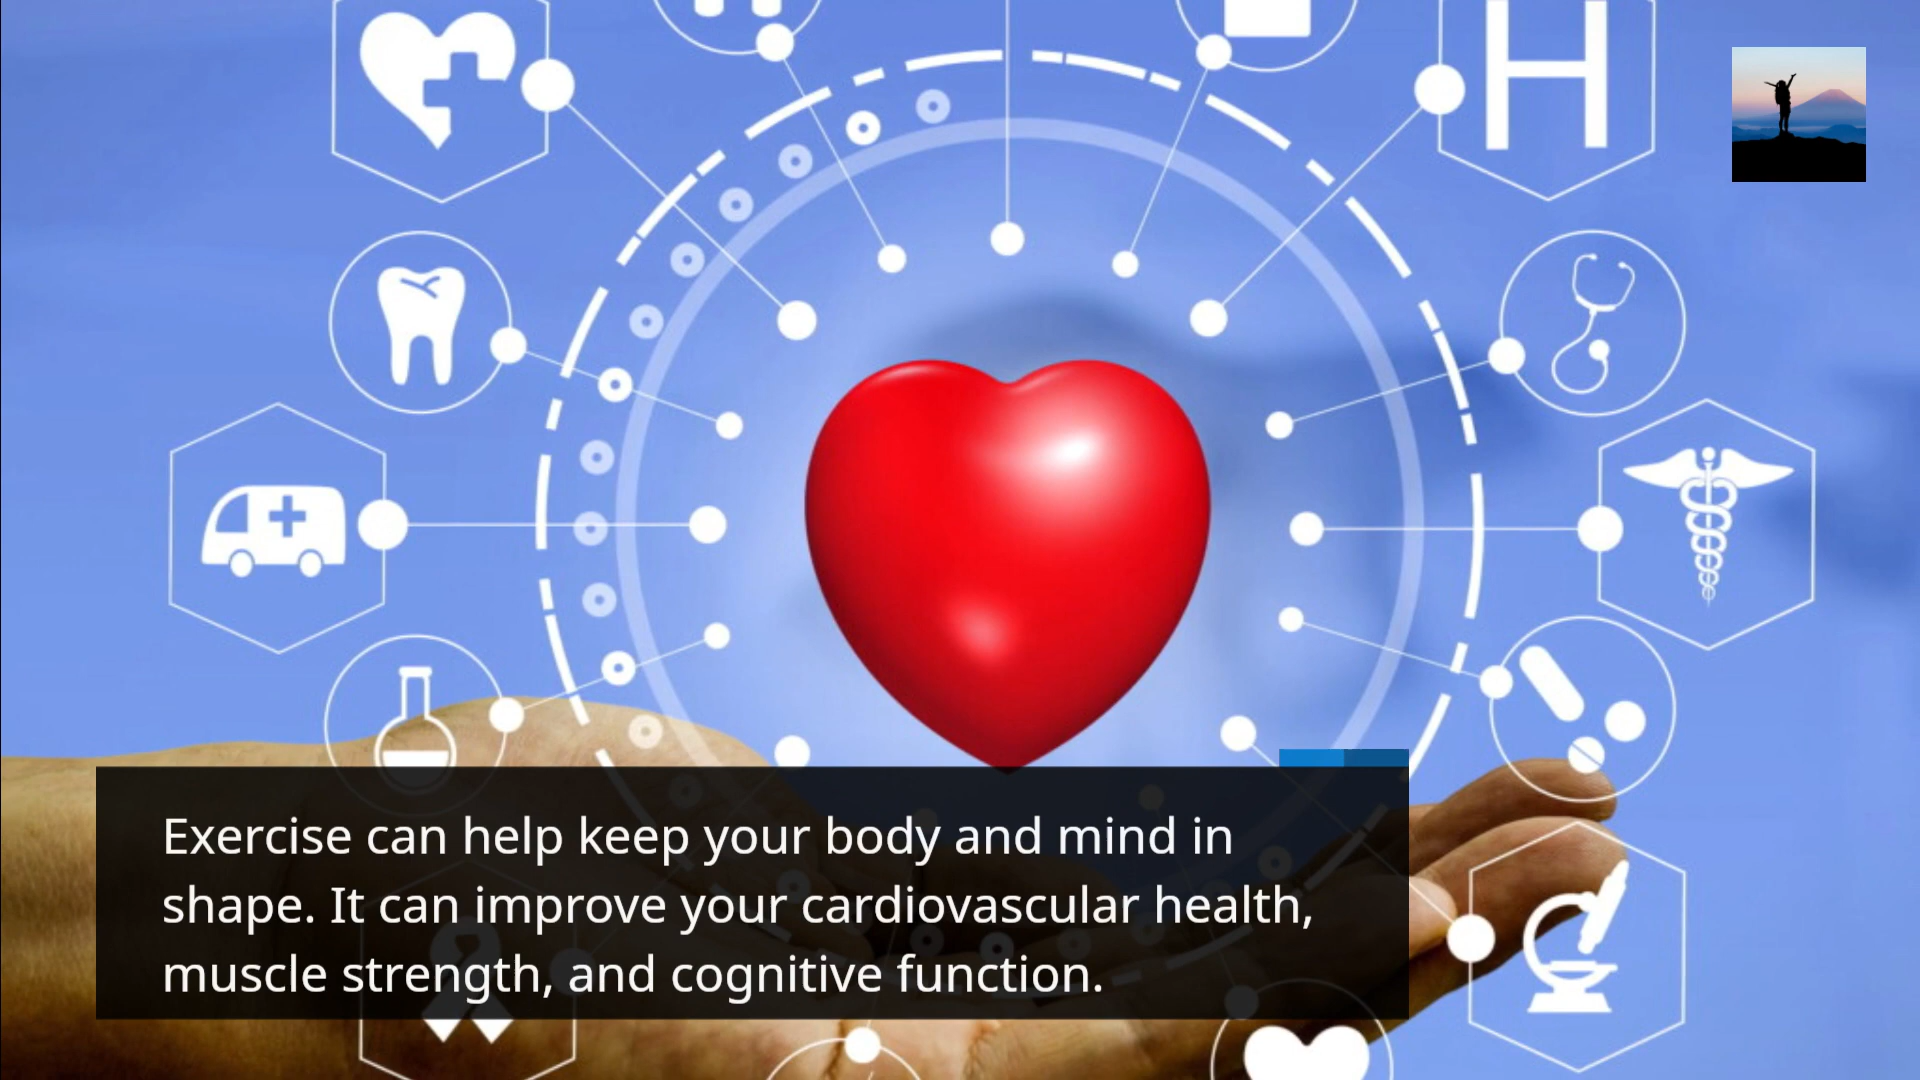 H
Exercise can help keep your body and mind in
shape. It can improve your cardiovascular health,
muscle strength, and cognitive function.